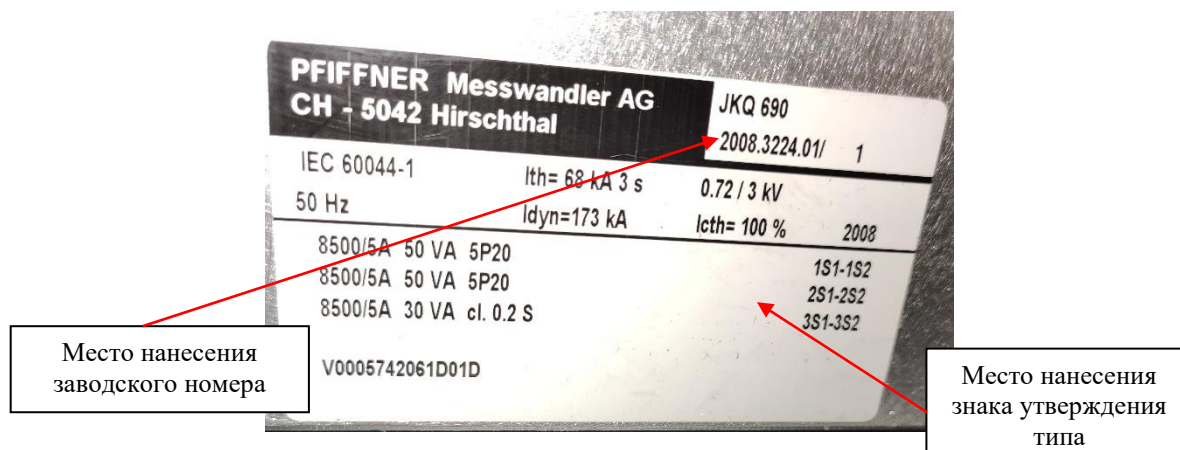 PFIFFNER Messwandler AG
CH - 5042 Hirschthal
JKQ 690
2008.3224.01/ 1
IEC 60044-1
Ith= 68 kA 3 s
0.72 / 3 kV
50 Hz
Idyn=173 kA
Icth= 100 %
2008
8500/5A 50 VA 5P20
1S1-1S2
8500/5A 50 VA 5P20
2S1-2S2
8500/5A 30 VA cl. 0.2 S
3S1-3S2
V0005742061D01D
Место нанесения
заводского номера
Место нанесения
знака утверждения
типа